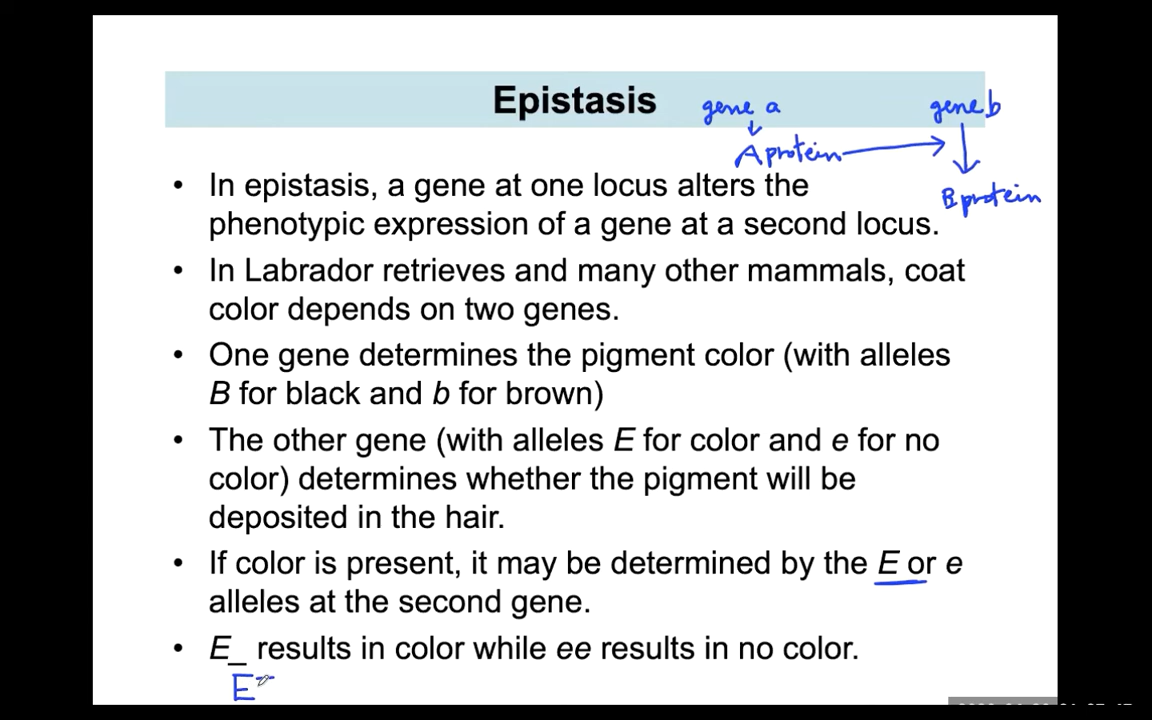 Epistasis
gene a
gene b
A protein
B protein
• In epistasis, a gene at one locus alters the
phenotypic expression of a gene at a second locus.
• In Labrador retrieves and many other mammals, coat
color depends on two genes.
• One gene determines the pigment color (with alleles
B for black and b for brown)
• The other gene (with alleles E for color and e for no
color) determines whether the pigment will be
deposited in the hair.
• If color is present, it may be determined by the E or e
alleles at the second gene.
• E_ results in color while ee results in no color.
E